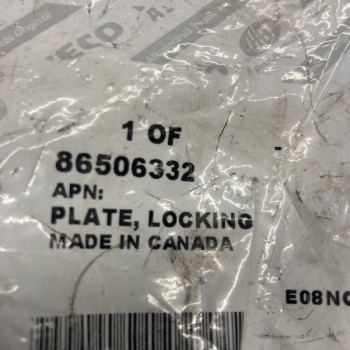 1 OF
86506332
APN:
PLATE, LOCKING
MADE IN CANADA
E08NC